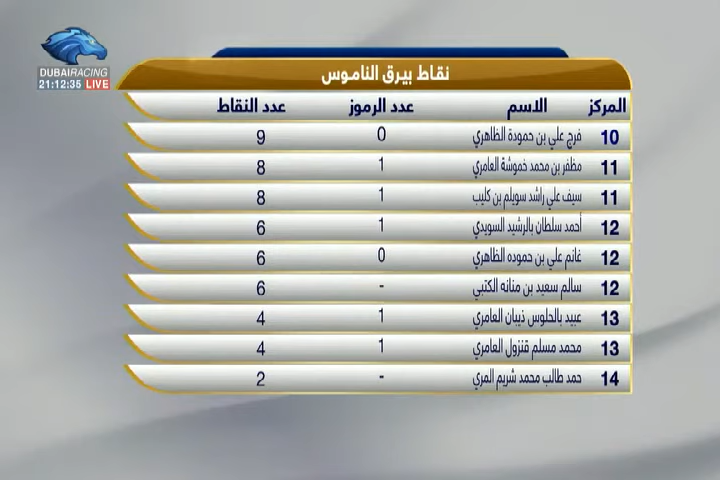 DUBAI RACING
21:12:35 LIVE
نقاط بيرق الناموس
المركز الاسم عدد الرموز عدد النقاط
10 فرج علي بن حمودة الظاهري 0 9
11 مظفر بن محمد خموشة العامري 1 8
11 سيف علي راشد سويلم بن كليب 1 8
12 أحمد سلطان بالرشيد السويدي 1 6
12 غانم علي بن حموده الظاهري 0 6
12 سالم سعيد بن منانه الكتبي - 6
13 عبيد بالحلوس ذيبان العامري 1 4
13 محمد مسلم قنزول العامري 1 4
14 حمد طالب محمد شريم المري - 2